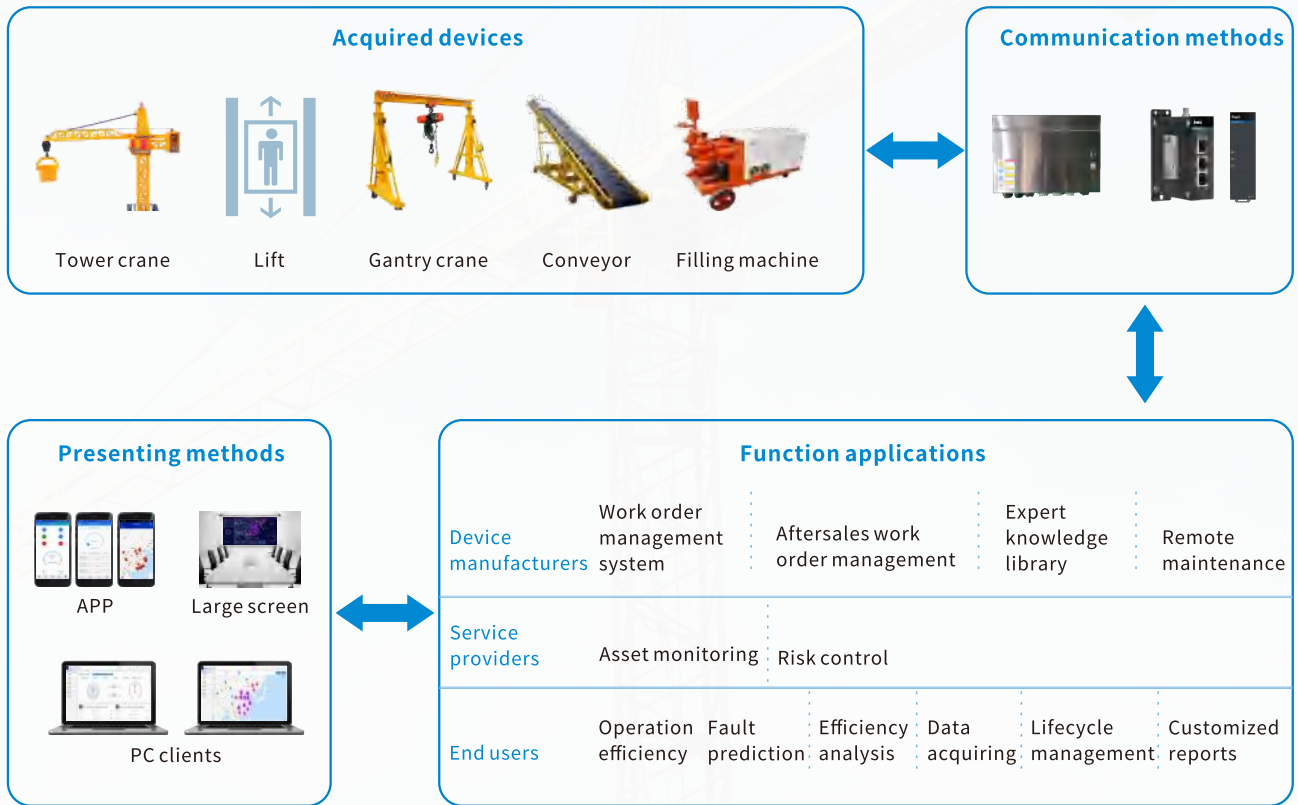 Acquired devices
Communication methods
Tower crane
Lift
Gantry crane
Conveyor
Filling machine
Presenting methods
APP
Large screen
PC clients
Function applications
Device
manufacturers
Work order
management
system
Aftersales work
order management
Expert
knowledge
library
Remote
maintenance
Service
providers
Asset monitoring
Risk control
End users
Operation
efficiency
Fault
prediction
Efficiency
analysis
Data
acquiring
Lifecycle
management
Customized
reports